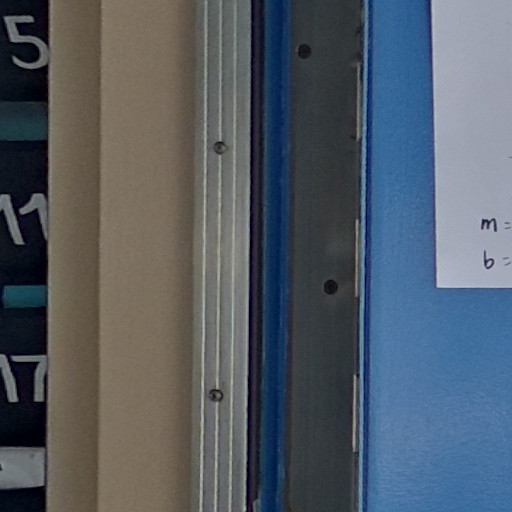 5
11
17
m =
b =